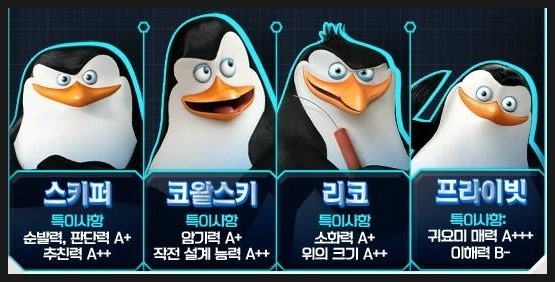 스키퍼
특이사항
순발력, 판단력 A+
추진력 A++
코왈스키
특이사항
암기력 A+
작전 설계 능력 A++
리코
특이사항
소화력 A+
위의 크기 A++
프라이빗
특이사항:
귀요미 매력 A+++
이해력 B-